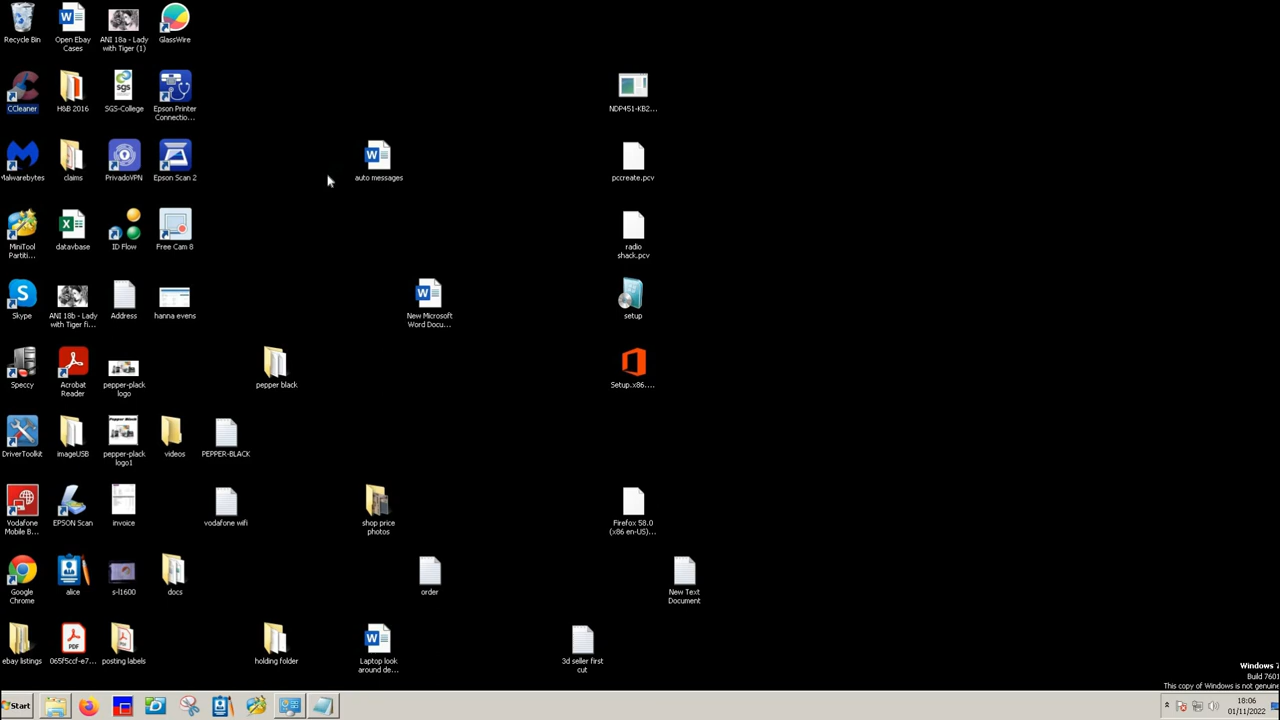 Recycle Bin
Open Ebay
Cases
ANI 18a - Lady
with Tiger (1)
GlassWire
CCleaner
H&B 2016
sgs
SGS-College
Epson Printer
Connectio...
NDP451-KB2...
Malwarebytes
claims
PrivadoVPN
Epson Scan 2
auto messages
pccreate.pcv
MiniTool
Partiti...
datavbase
ID Flow
Free Cam 8
radio
shack.pcv
Skype
ANI 18b - Lady
with Tiger fi...
Address
hanna evens
New Microsoft
Word Docu...
setup
Speccy
Acrobat
Reader
pepper-plack
logo
pepper black
Setup.x86....
DriverToolkit
imageUSB
Pepper Black
pepper-plack
logo1
videos
PEPPER-BLACK
Vodafone
Mobile B...
EPSON Scan
invoice
vodafone wifi
shop price
photos
Firefox 58.0
(x86 en-US)...
Google
Chrome
alice
s-l1600
docs
order
New Text
Document
ebay listings
PDF
065f5ccf-e7...
posting labels
holding folder
Laptop look
around de...
3d seller first
cut
Windows 7
Build 7601
This copy of Windows is not genuine
Start
18:06
01/11/2022